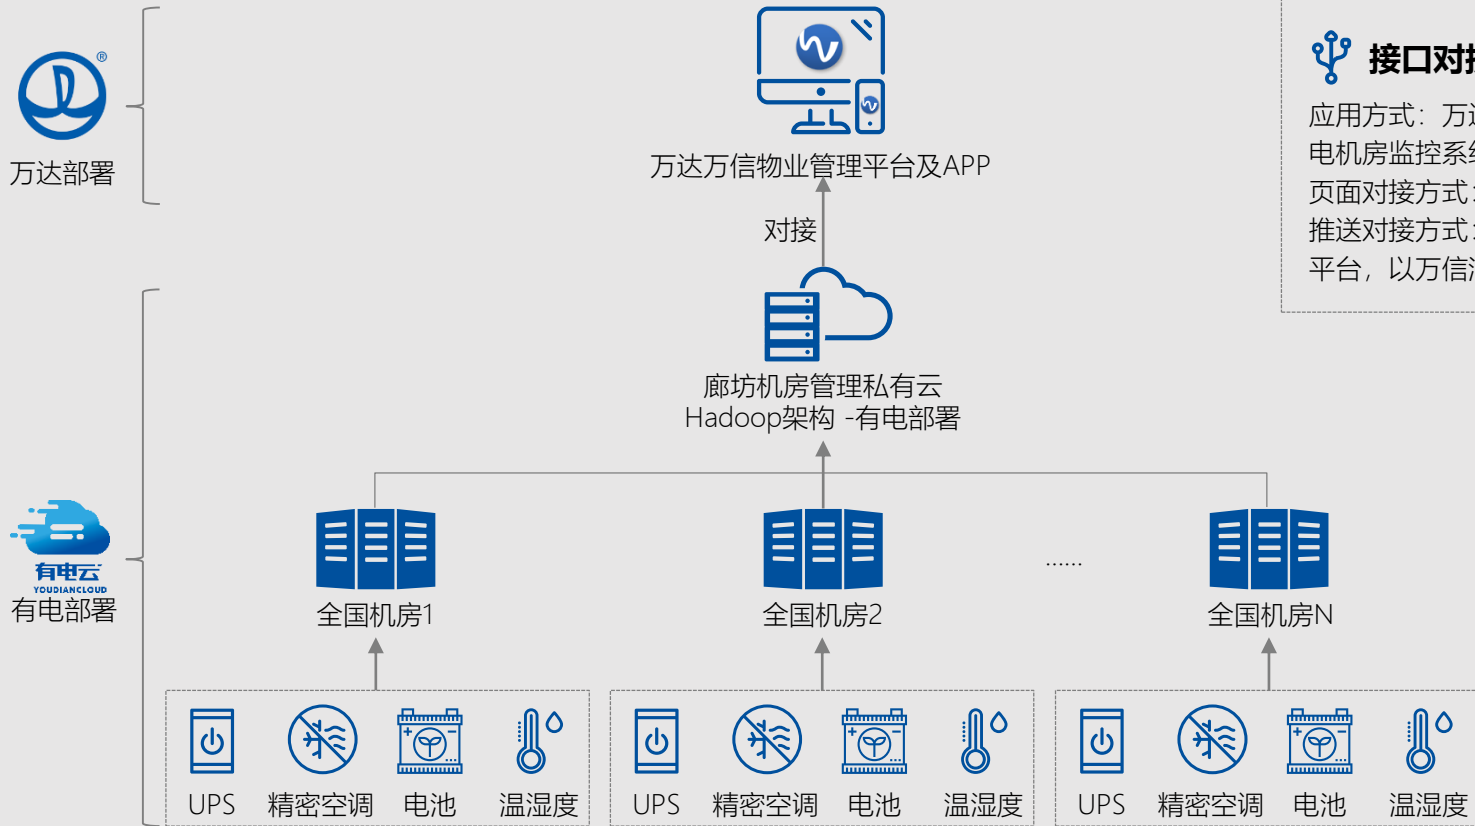 ®
万达部署
万达万信物业管理平台及APP
对接
接口对
应用方式：万
电机房监控系
页面对接方式：
推送对接方式：
平台，以万信
廊坊机房管理私有云
Hadoop架构 -有电部署
有电云
YOUDIANCLOUD
有电部署
全国机房1
全国机房2
......
全国机房N
UPS 精密空调 电池 温湿度
UPS 精密空调 电池 温湿度
UPS 精密空调 电池 温湿度